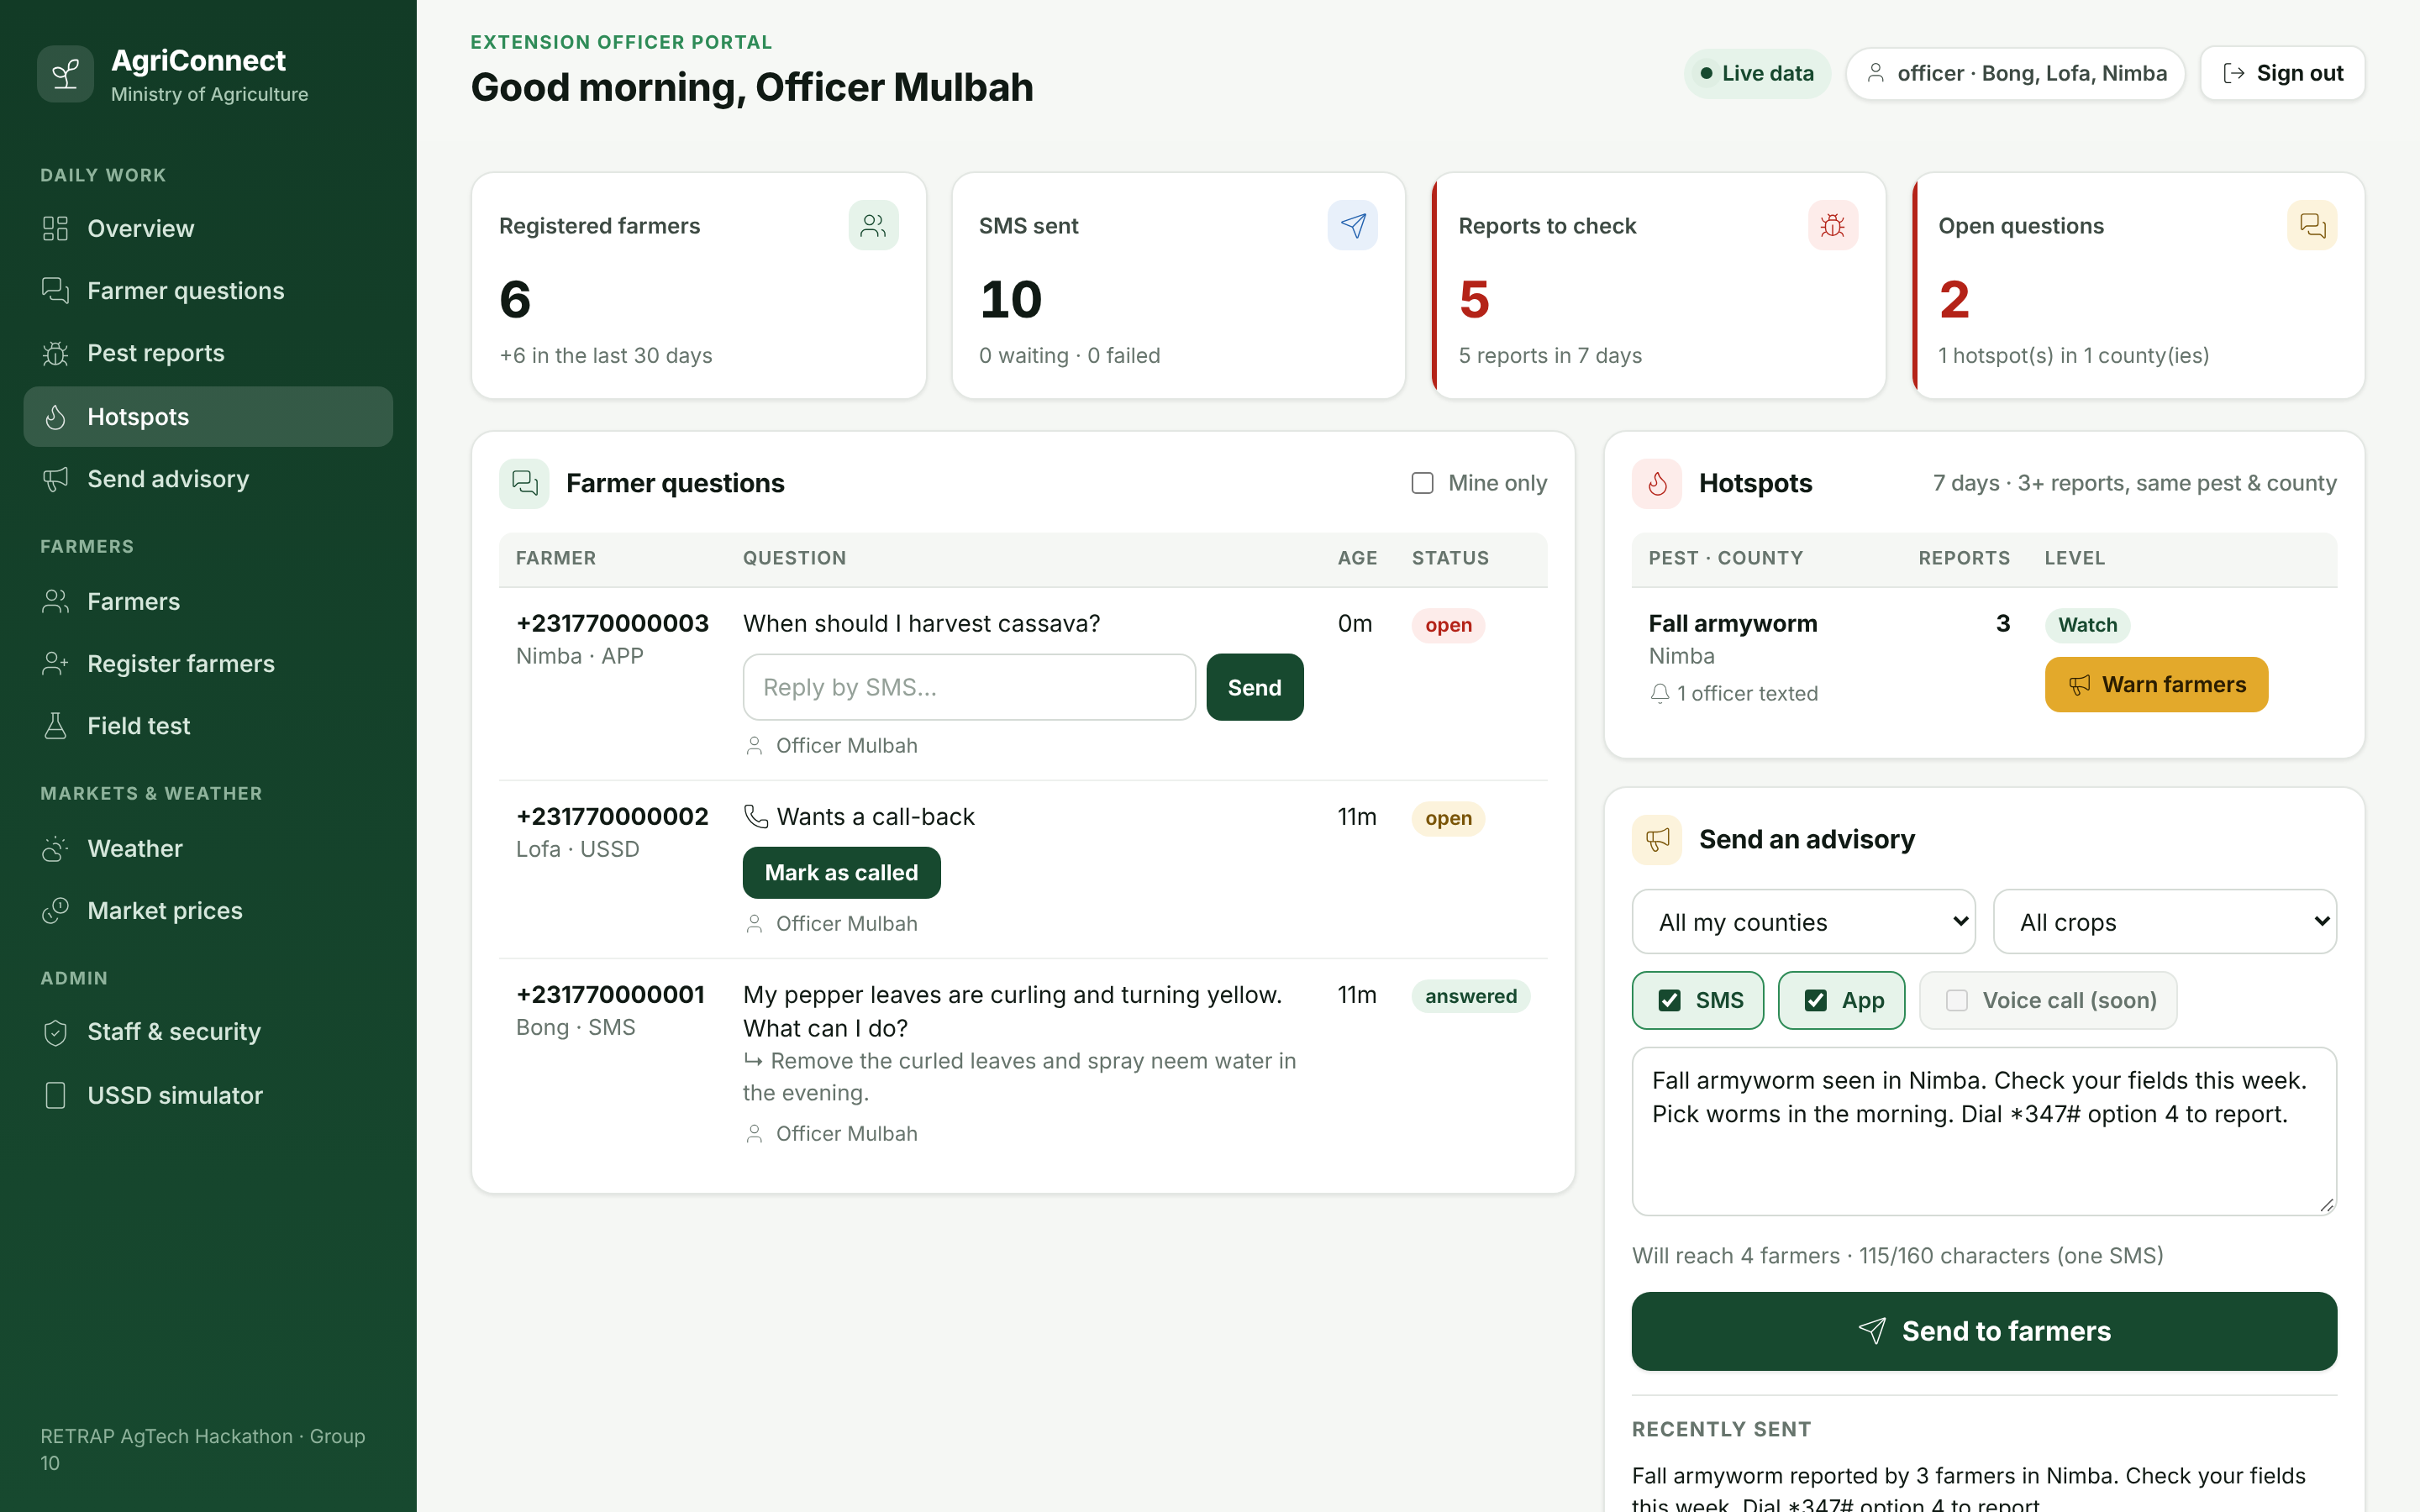 AgriConnect
Ministry of Agriculture
DAILY WORK
Overview
Farmer questions
Pest reports
Hotspots
Send advisory
FARMERS
Farmers
Register farmers
Field test
MARKETS & WEATHER
Weather
Market prices
ADMIN
Staff & security
USSD simulator
RETRAP AgTech Hackathon · Group
10
EXTENSION OFFICER PORTAL
Good morning, Officer Mulbah
Live data
officer · Bong, Lofa, Nimba
Sign out
Registered farmers
6
+6 in the last 30 days
SMS sent
10
0 waiting · 0 failed
Reports to check
5
5 reports in 7 days
Open questions
2
1 hotspot(s) in 1 county(ies)
Farmer questions
Mine only
FARMER QUESTION AGE STATUS
+231770000003 When should I harvest cassava? 0m open
Nimba · APP
Reply by SMS... Send
Officer Mulbah
+231770000002 Wants a call-back 11m open
Lofa · USSD
Mark as called
Officer Mulbah
+231770000001 My pepper leaves are curling and turning yellow. 11m answered
Bong · SMS What can I do?
↳ Remove the curled leaves and spray neem water in
the evening.
Officer Mulbah
Hotspots
7 days · 3+ reports, same pest & county
PEST · COUNTY REPORTS LEVEL
Fall armyworm 3 Watch
Nimba
1 officer texted
Warn farmers
Send an advisory
All my counties
All crops
SMS
App
Voice call (soon)
Fall armyworm seen in Nimba. Check your fields this week.
Pick worms in the morning. Dial *347# option 4 to report.
Will reach 4 farmers · 115/160 characters (one SMS)
Send to farmers
RECENTLY SENT
Fall armyworm reported by 3 farmers in Nimba. Check your fields
this week. Dial *347# option 4 to report.